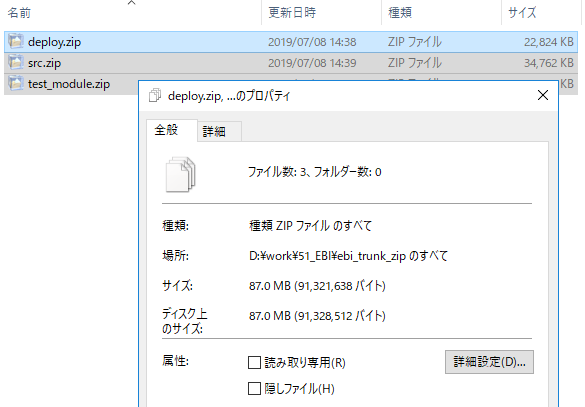 名前 更新日時 種類 サイズ
deploy.zip 2019/07/08 14:38 ZIP ファイル 22,824 KB
src.zip 2019/07/08 14:39 ZIP ファイル 34,762 KB
test_module.zip KB
deploy.zip, ...のプロパティ
全般 詳細
ファイル数: 3、フォルダー数: 0
種類: 種類 ZIP ファイル のすべて
場所: D:¥work¥51_EBI¥ebi_trunk_zip のすべて
サイズ: 87.0 MB (91,321,638 バイト)
ディスク上
のサイズ: 87.0 MB (91,328,512 バイト)
属性: 読み取り専用(R) 詳細設定(D)...
隠しファイル(H)